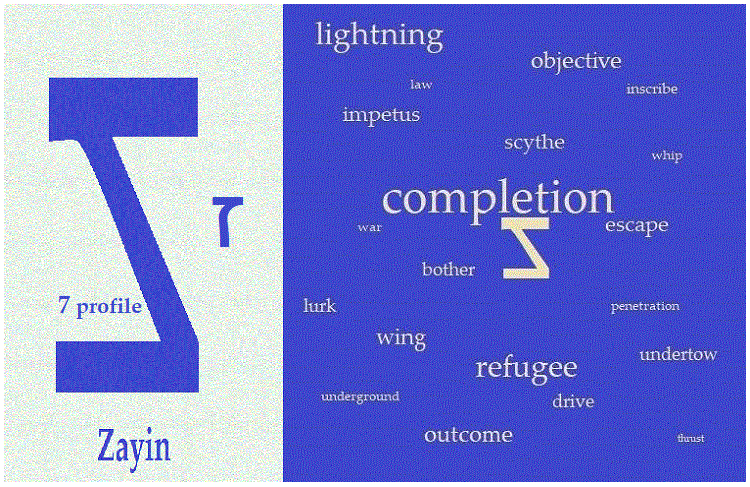 ז
7 profile
Zayin
lightning
objective
law
inscribe
impetus
scythe
whip
completion
war
escape
bother
lurk
penetration
wing
undertow
refugee
underground
drive
outcome
thrust